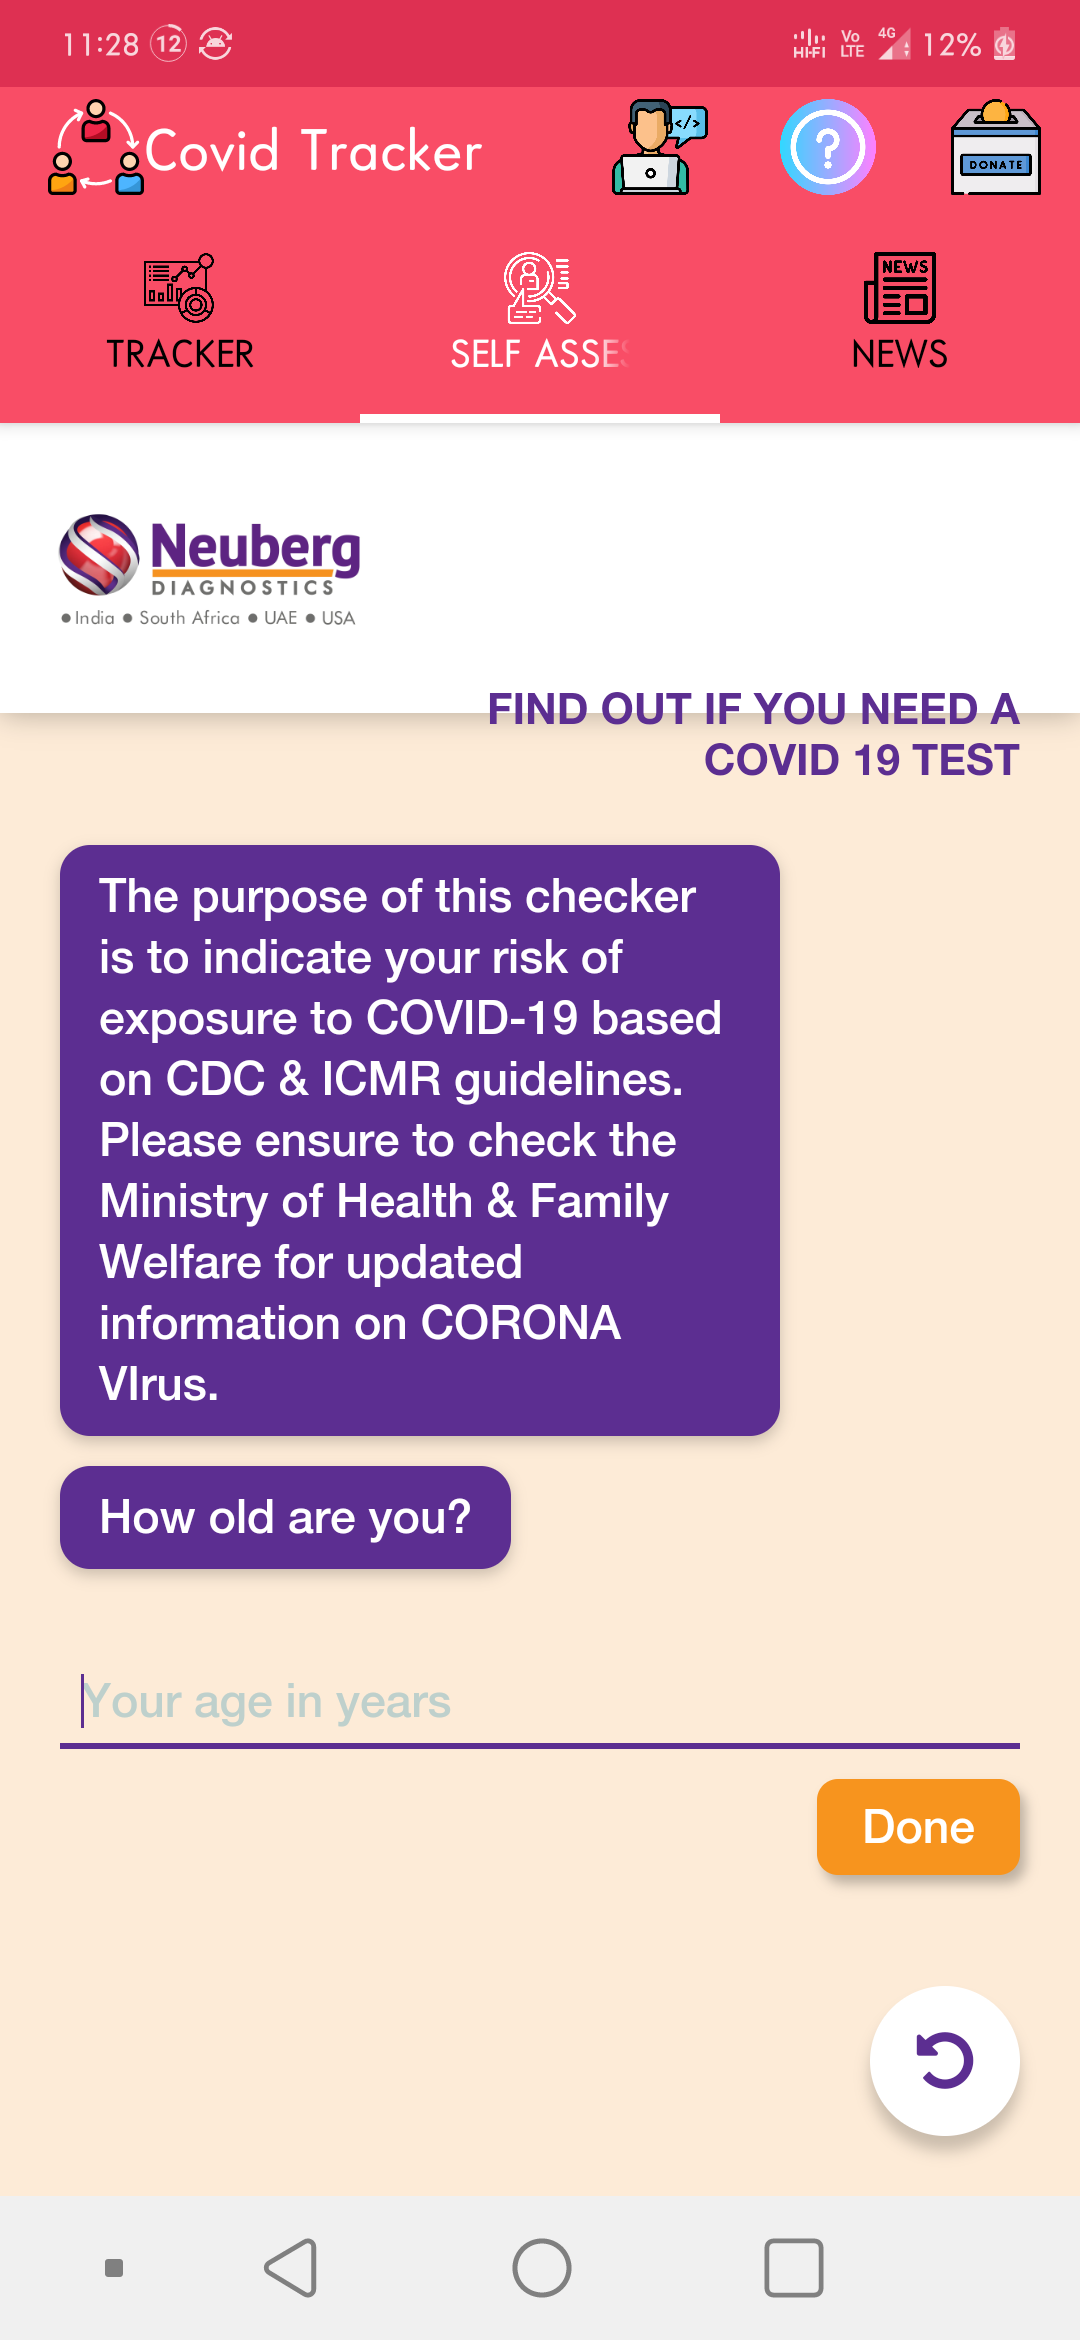 11:28 12 HI-FI Vo LTE 4G 12%
Covid Tracker </> ? DONATE
NEWS
TRACKER SELF ASSES NEWS
Neuberg
DIAGNOSTICS
● India ● South Africa ● UAE ● USA
FIND OUT IF YOU NEED A
COVID 19 TEST
The purpose of this checker
is to indicate your risk of
exposure to COVID-19 based
on CDC & ICMR guidelines.
Please ensure to check the
Ministry of Health & Family
Welfare for updated
information on CORONA
VIrus.
How old are you?
Your age in years
Done